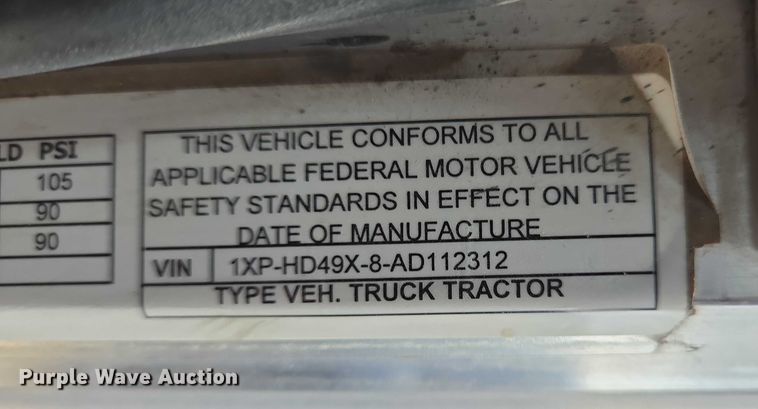 LD PSI
105
90
90
THIS VEHICLE CONFORMS TO ALL
APPLICABLE FEDERAL MOTOR VEHICLE
SAFETY STANDARDS IN EFFECT ON THE
DATE OF MANUFACTURE
VIN 1XP-HD49X-8-AD112312
TYPE VEH. TRUCK TRACTOR
Purple Wave Auction